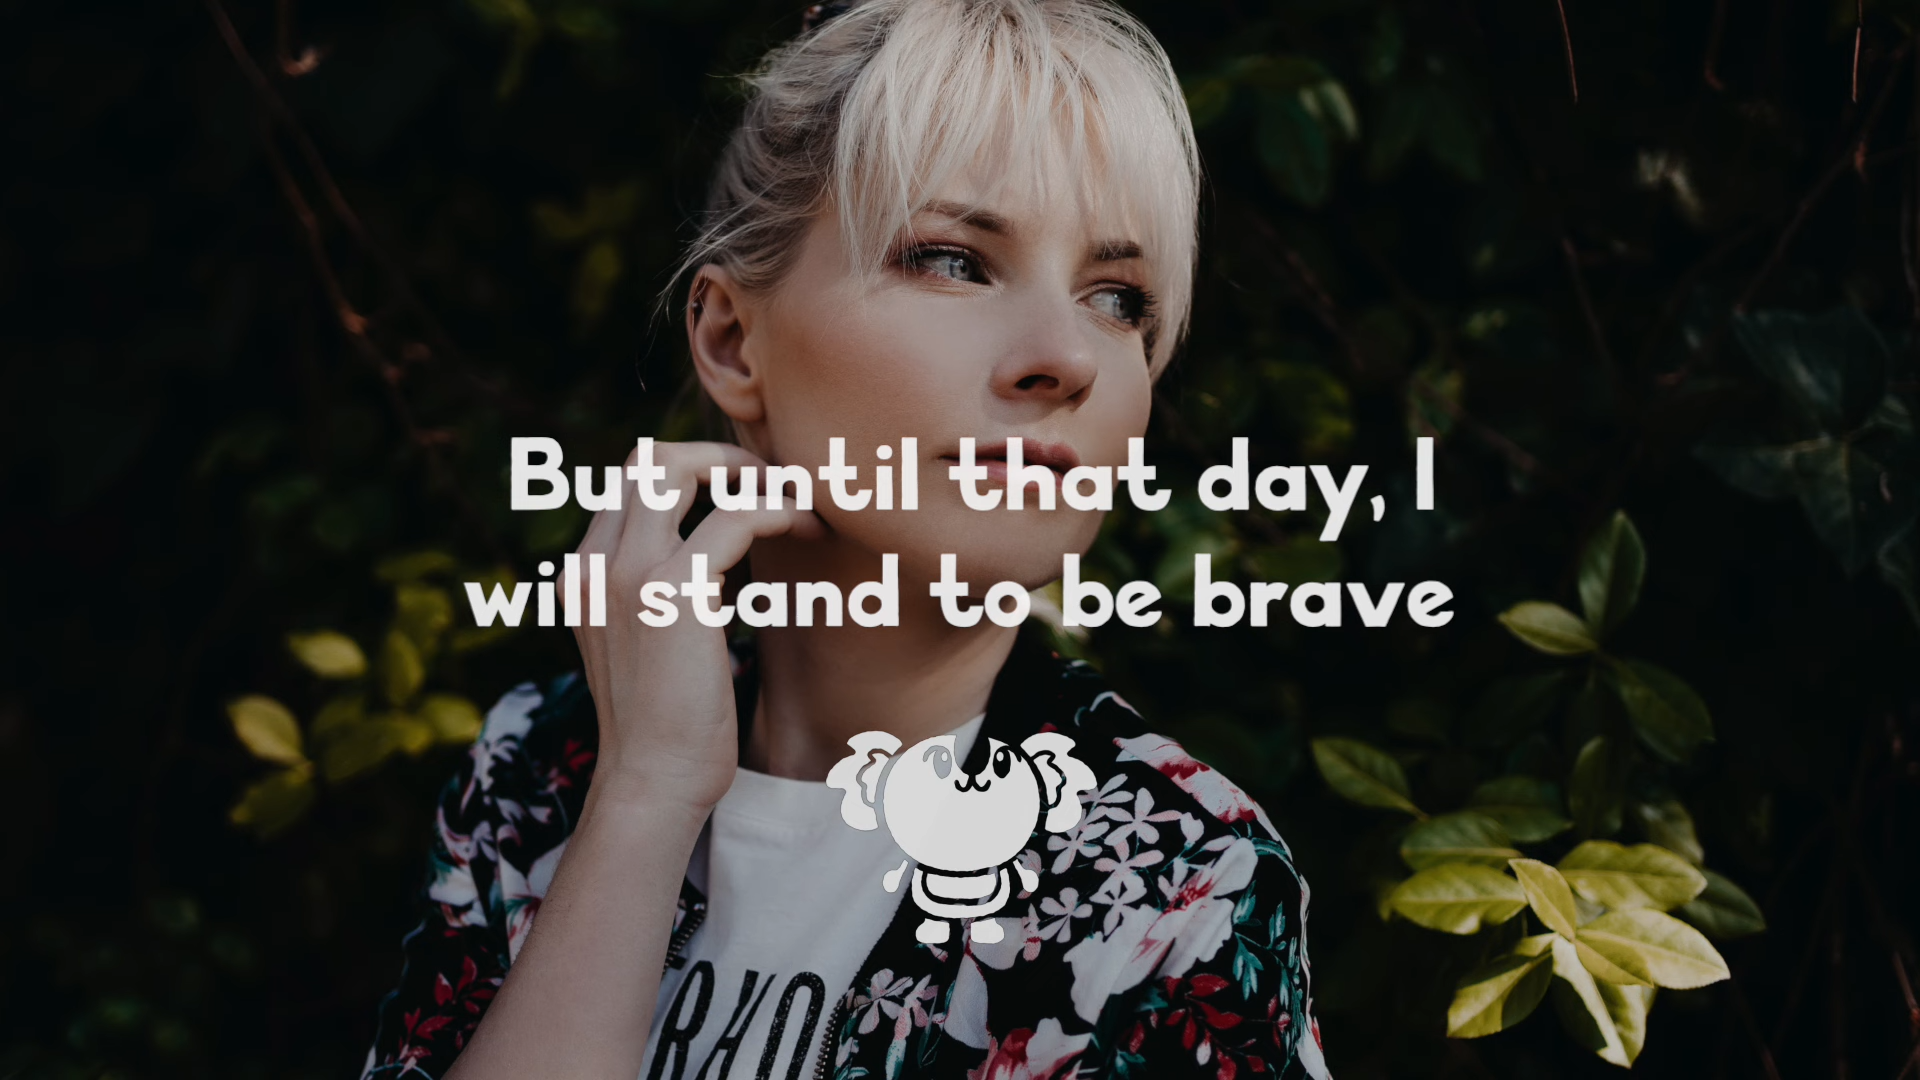 But until that day, I
will stand to be brave